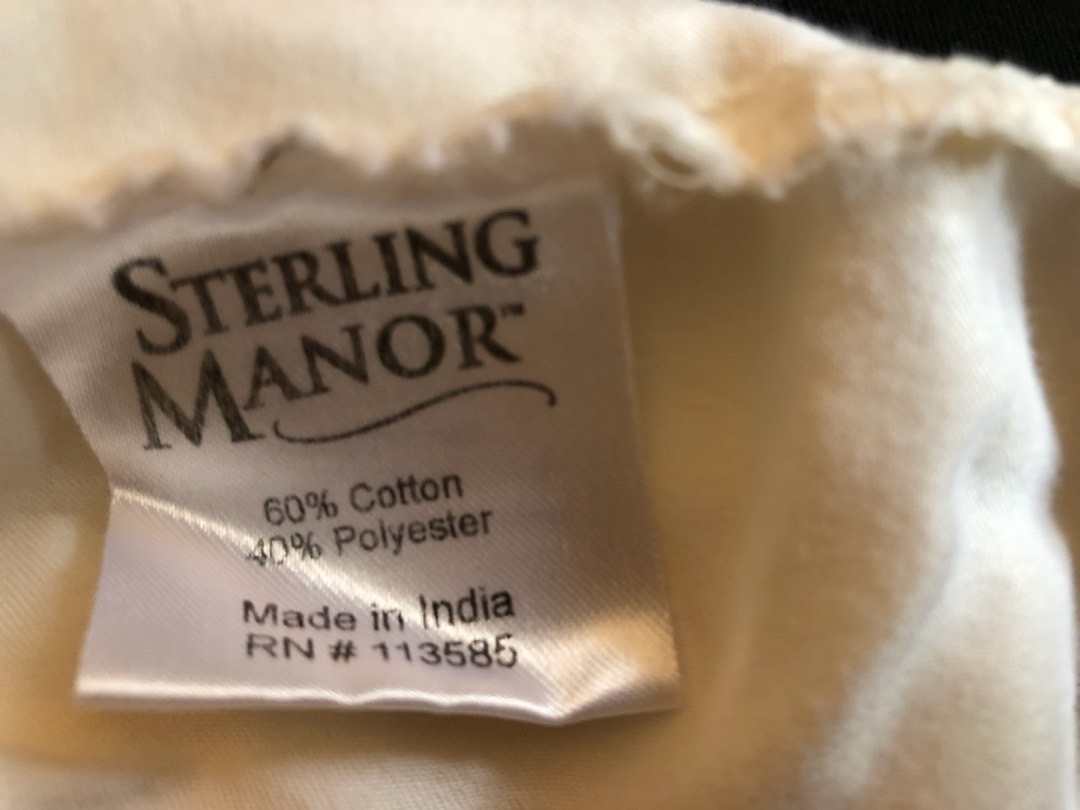 STERLING
MANOR™
60% Cotton
40% Polyester
Made in India
RN # 113585